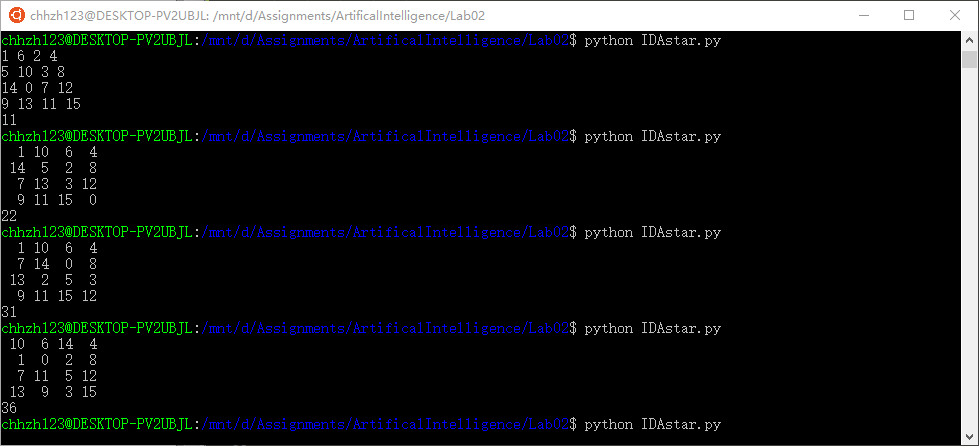 chhzh123@DESKTOP-PV2UBJL: /mnt/d/Assignments/ArtificalIntelligence/Lab02
chhzh123@DESKTOP-PV2UBJL:/mnt/d/Assignments/ArtificalIntelligence/Lab02$ python IDAstar.py
1 6 2 4
5 10 3 8
14 0 7 12
9 13 11 15
11
chhzh123@DESKTOP-PV2UBJL:/mnt/d/Assignments/ArtificalIntelligence/Lab02$ python IDAstar.py
1 10 6 4
14 5 2 8
7 13 3 12
9 11 15 0
22
chhzh123@DESKTOP-PV2UBJL:/mnt/d/Assignments/ArtificalIntelligence/Lab02$ python IDAstar.py
1 10 6 4
7 14 0 8
13 2 5 3
9 11 15 12
31
chhzh123@DESKTOP-PV2UBJL:/mnt/d/Assignments/ArtificalIntelligence/Lab02$ python IDAstar.py
10 6 14 4
1 0 2 8
7 11 5 12
13 9 3 15
36
chhzh123@DESKTOP-PV2UBJL:/mnt/d/Assignments/ArtificalIntelligence/Lab02$ python IDAstar.py